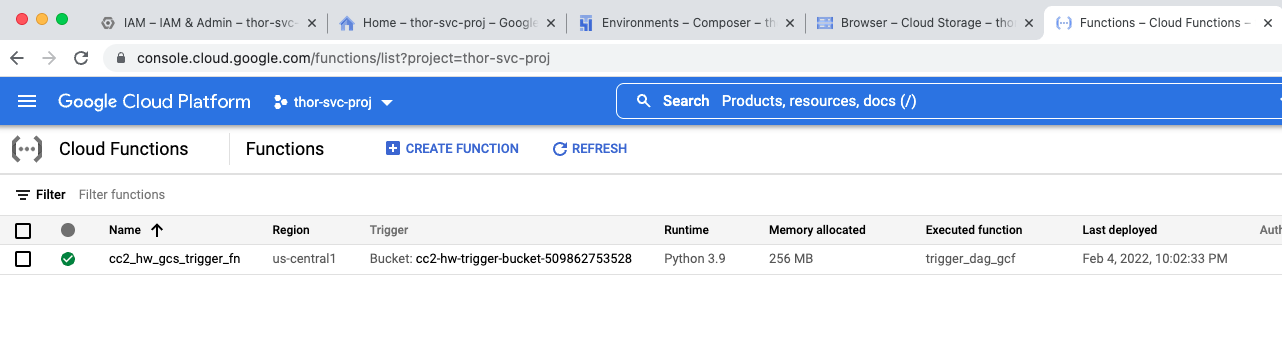 IAM – IAM & Admin – thor-svc- Home – thor-svc-proj – Google Environments – Composer – th Browser – Cloud Storage – tho Functions – Cloud Functions –
console.cloud.google.com/functions/list?project=thor-svc-proj
Google Cloud Platform thor-svc-proj Search Products, resources, docs (/)
Cloud Functions Functions CREATE FUNCTION REFRESH
Filter Filter functions
Name Region Trigger Runtime Memory allocated Executed function Last deployed Auth
cc2_hw_gcs_trigger_fn us-central1 Bucket: cc2-hw-trigger-bucket-509862753528 Python 3.9 256 MB trigger_dag_gcf Feb 4, 2022, 10:02:33 PM